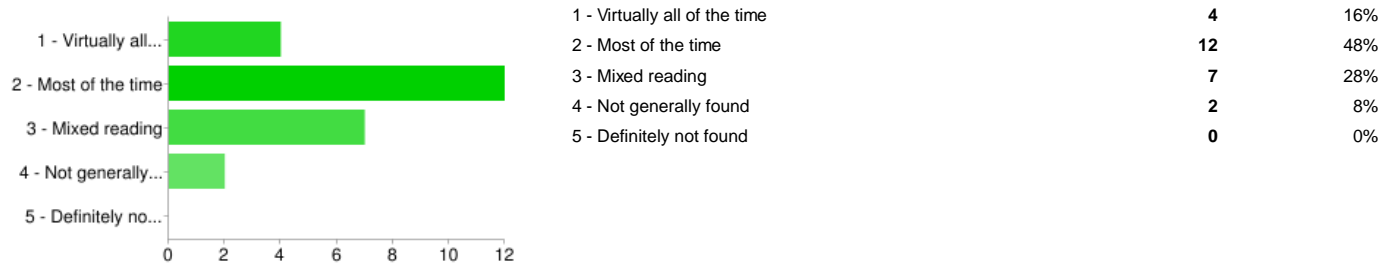 1 - Virtually all...
2 - Most of the time
3 - Mixed reading
4 - Not generally...
5 - Definitely no...
0 2 4 6 8 10 12
1 - Virtually all of the time 4 16%
2 - Most of the time 12 48%
3 - Mixed reading 7 28%
4 - Not generally found 2 8%
5 - Definitely not found 0 0%